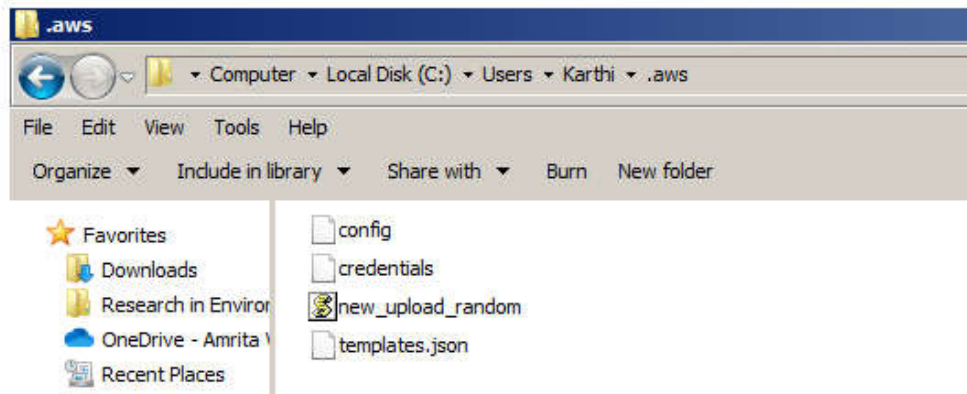 .aws
Computer Local Disk (C:) Users Karthi .aws
File Edit View Tools Help
Organize Include in library Share with Burn New folder
Favorites
Downloads
Research in Enviror
OneDrive - Amrita
Recent Places
config
credentials
new_upload_random
templates.json